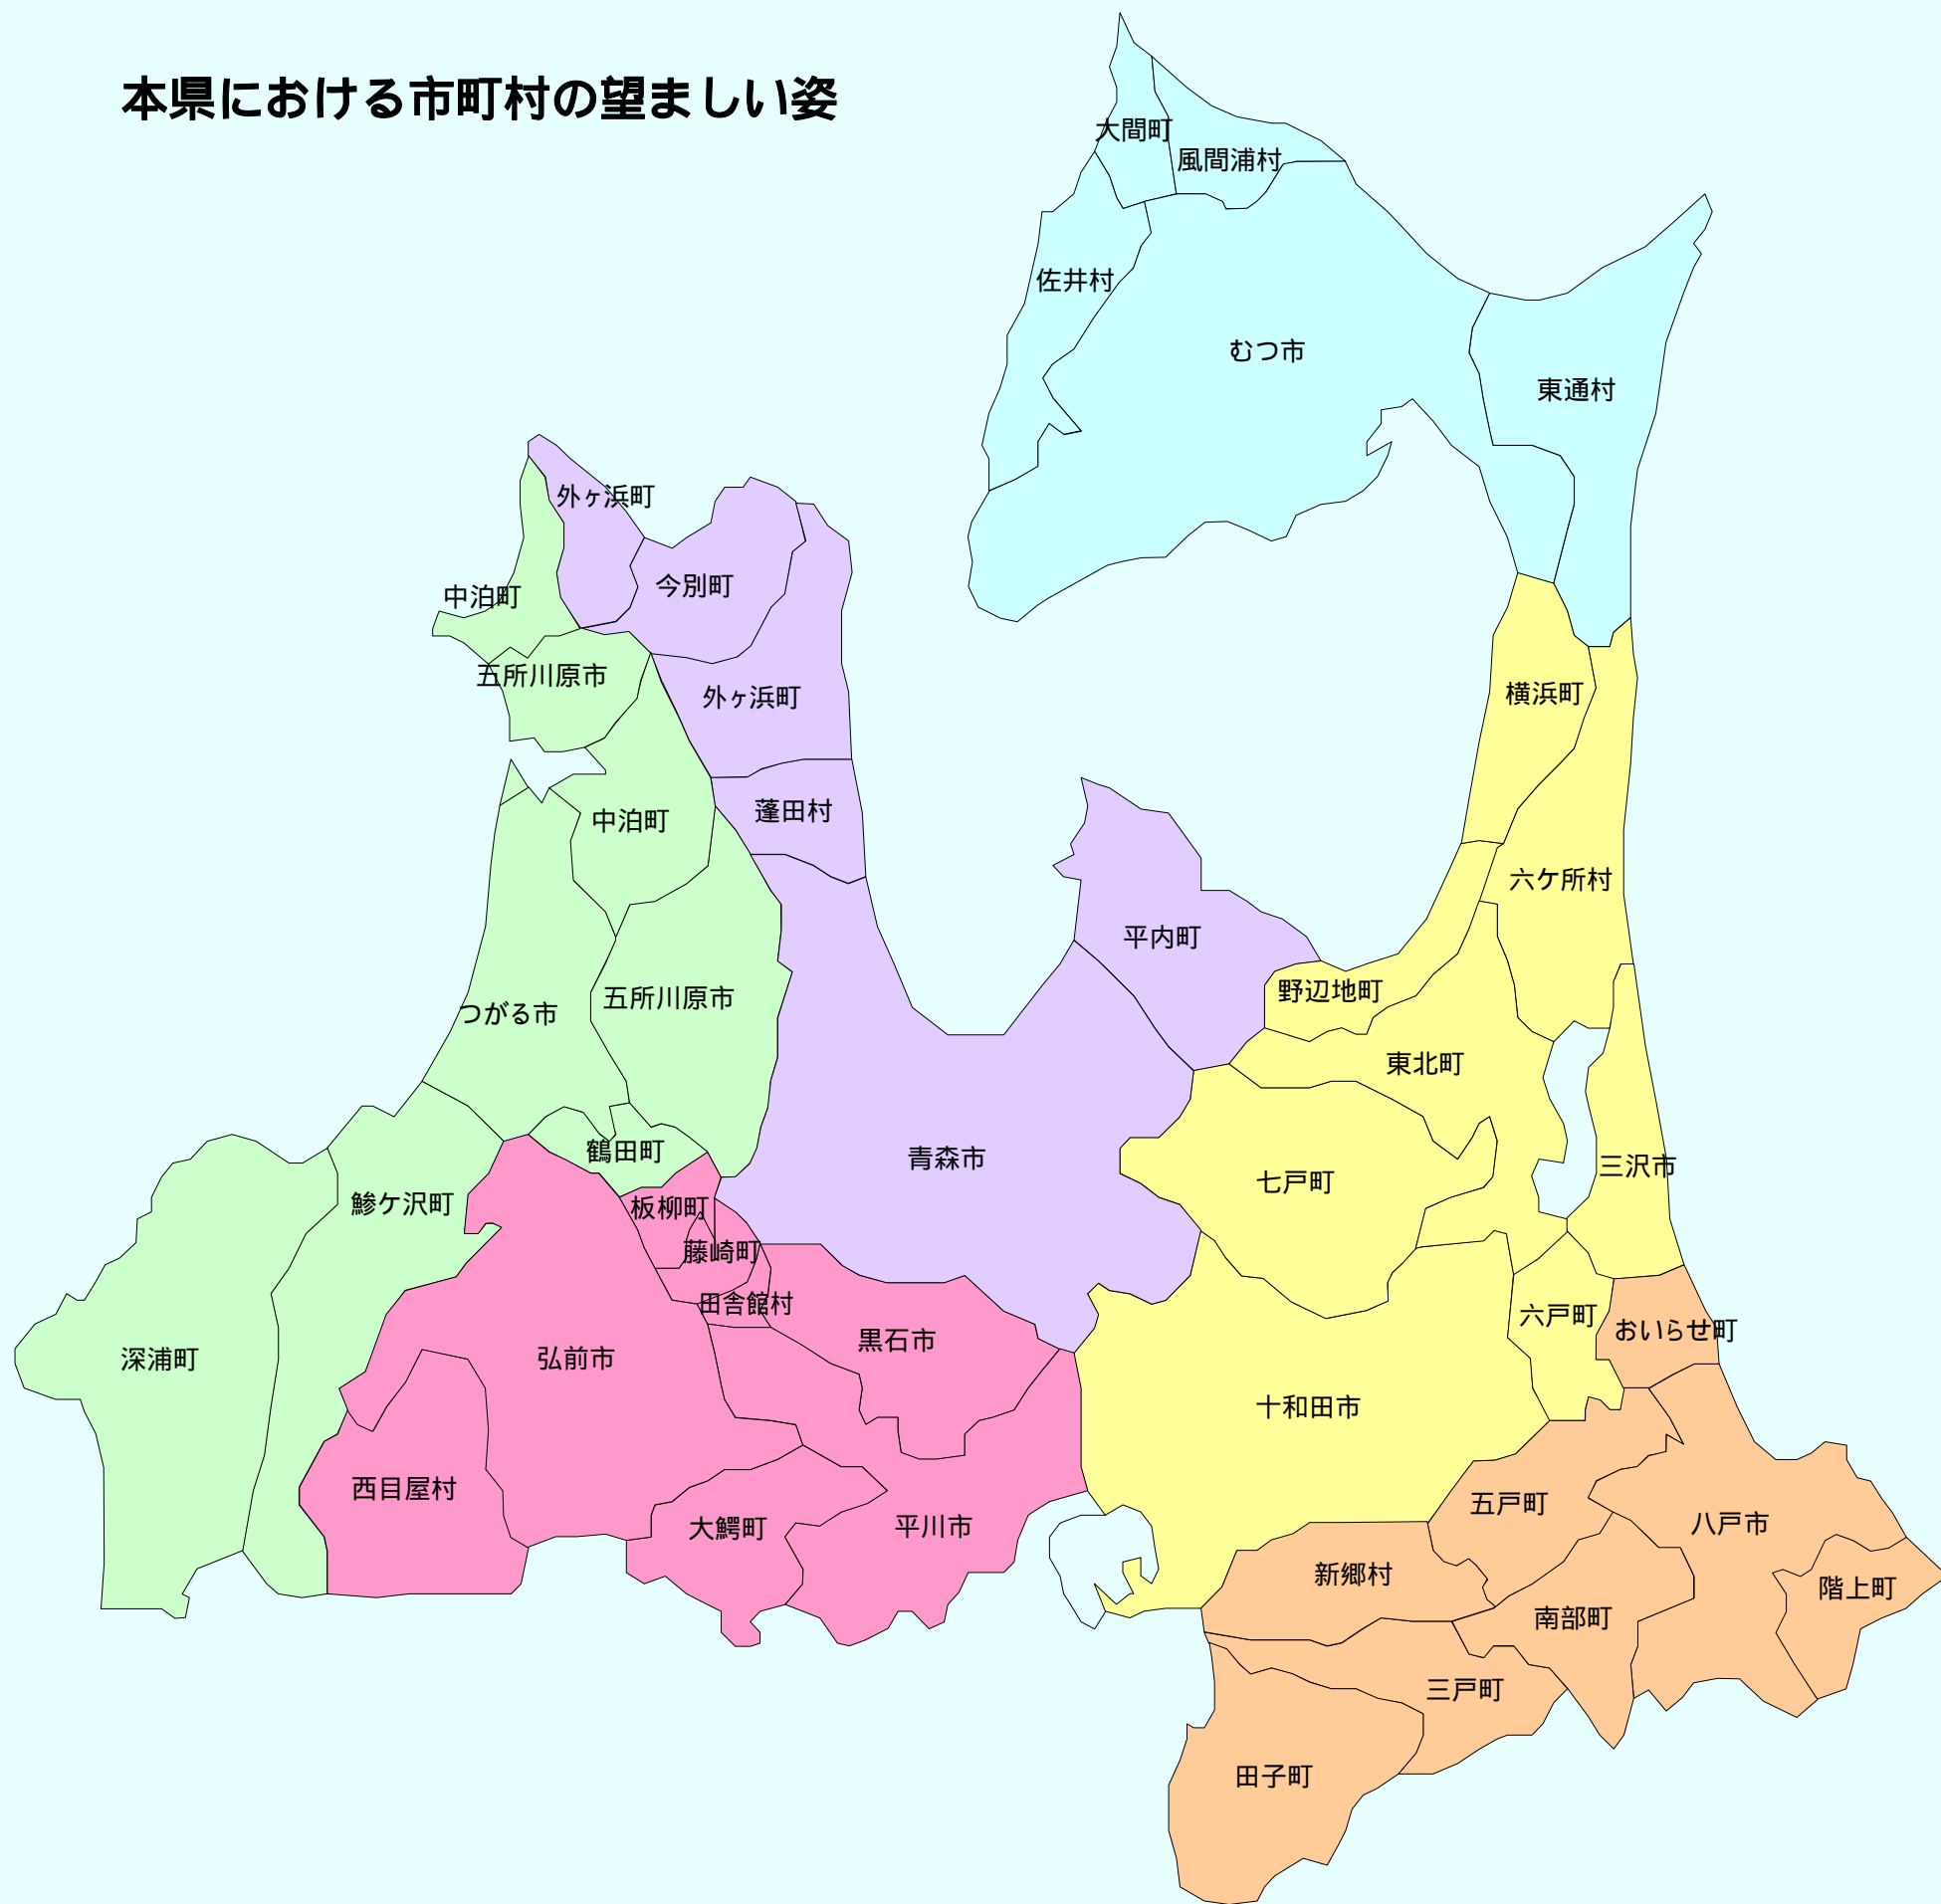 本県における市町村の望ましい姿
大間町
風間浦村
佐井村
むつ市
東通村
外ヶ浜町
今別町
中泊町
五所川原市
外ヶ浜町
横浜町
蓬田村
中泊町
六ケ所村
平内町
野辺地町
五所川原市
つがる市
東北町
鶴田町
青森市
三沢市
七戸町
鯵ケ沢町
板柳町
藤崎町
田舎館村
六戸町
おいらせ町
黒石市
弘前市
深浦町
十和田市
西目屋村
五戸町
八戸市
大鰐町
平川市
新郷村
階上町
南部町
三戸町
田子町